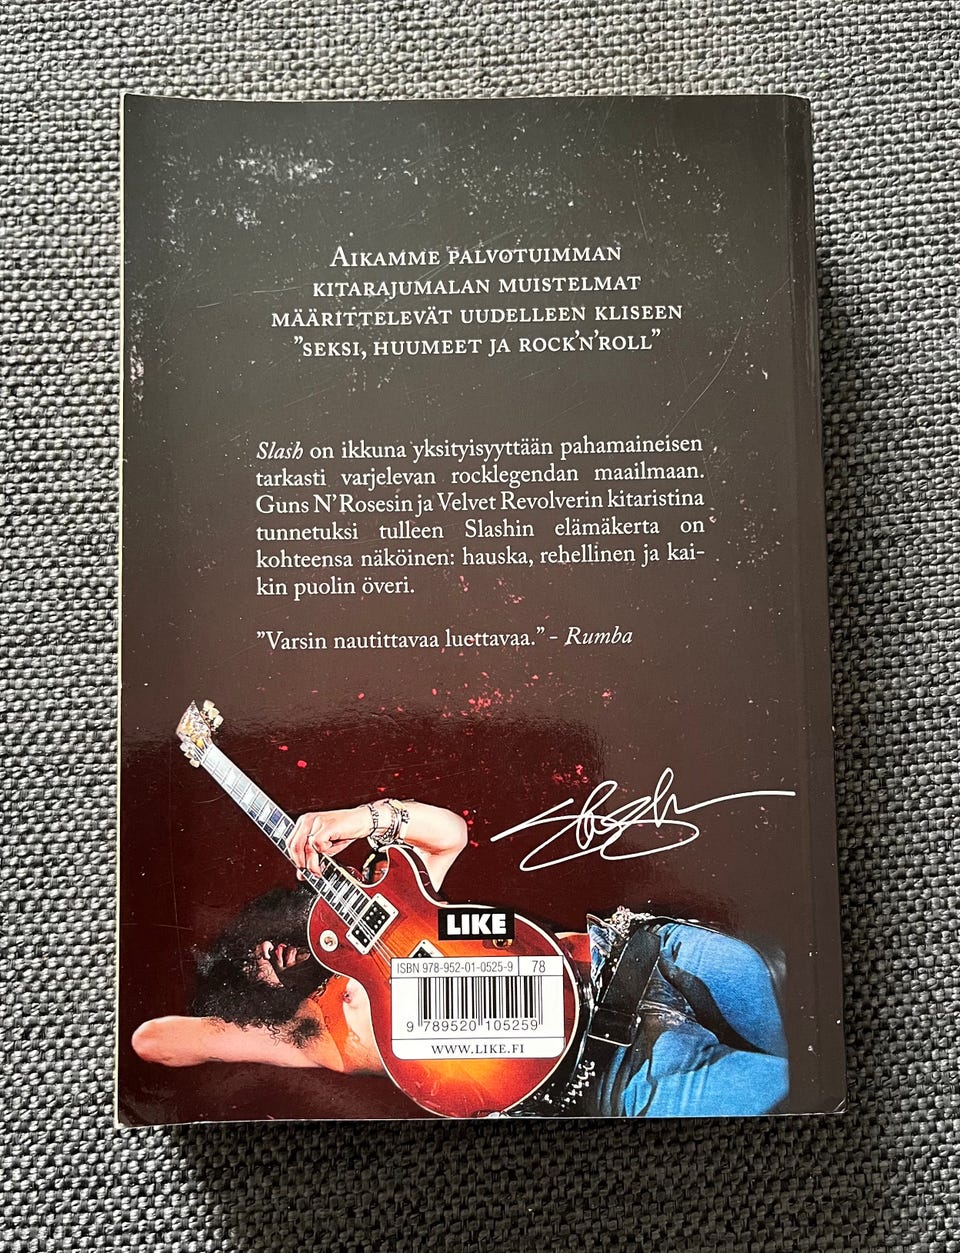 AIKAMME PALVOTUIMMAN
KITARAJUMALAN MUISTELMAT
MÄÄRITTELEVÄT UUDELLEEN KLISEEN
”SEKSI, HUUMEET JA ROCK’N’ROLL”
Slash on ikkuna yksityisyyttään pahamaineisen
tarkasti varjelevan rocklegendan maailmaan.
Guns N’Rosesin ja Velvet Revolverin kitaristina
tunnetuksi tulleen Slashin elämäkerta on
kohteensa näköinen: hauska, rehellinen ja kai-
kin puolin överi.
”Varsin nautittavaa luettavaa.” - Rumba
Slash
LIKE
ISBN 978-952-01-0525-9 78
9 789520 105259
WWW.LIKE.FI